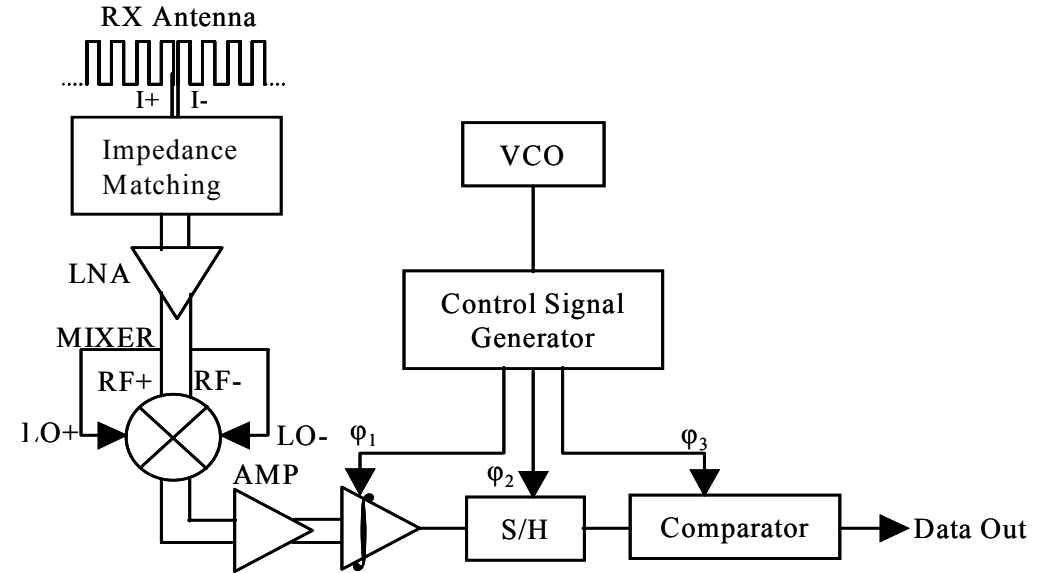 RX Antenna
I+ I-
Impedance
Matching
VCO
LNA
Control Signal
Generator
MIXER
RF+ RF-
LO+
LO-
φ1
φ3
AMP
φ2
S/H
Comparator
Data Out